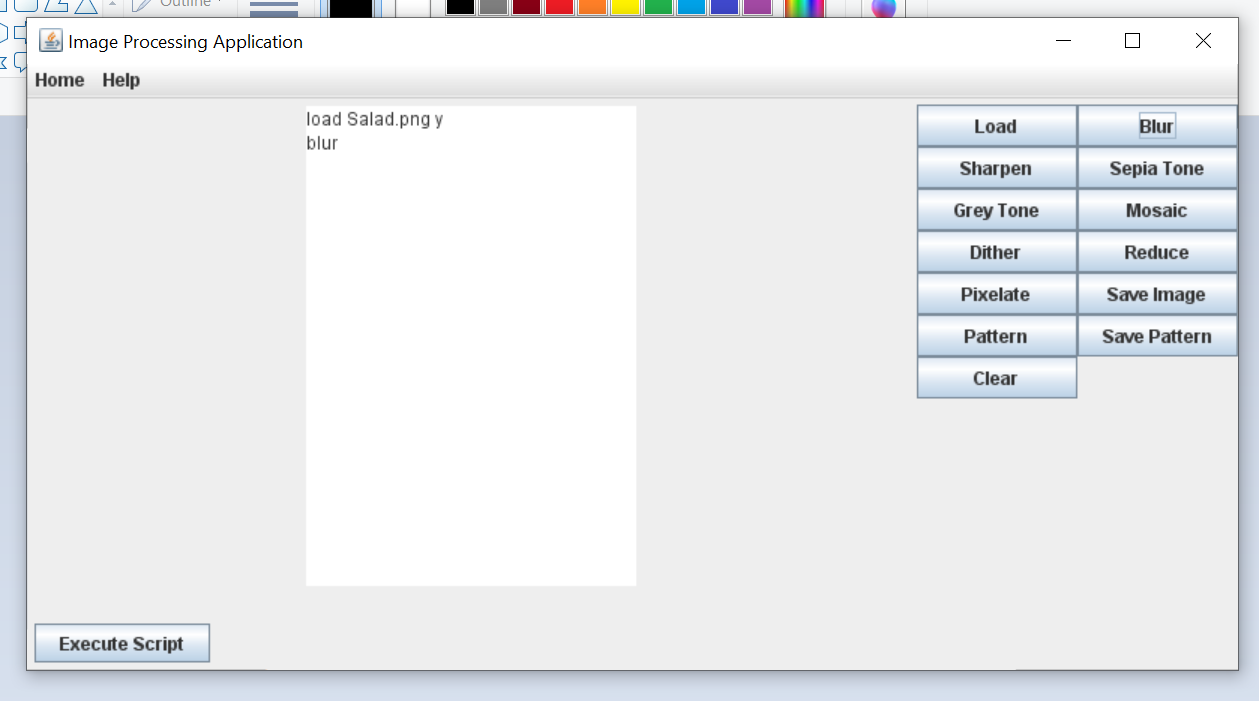 Outline
Image Processing Application
Home Help
load Salad.png y
blur
Load Blur
Sharpen Sepia Tone
Grey Tone Mosaic
Dither Reduce
Pixelate Save Image
Pattern Save Pattern
Clear
Execute Script